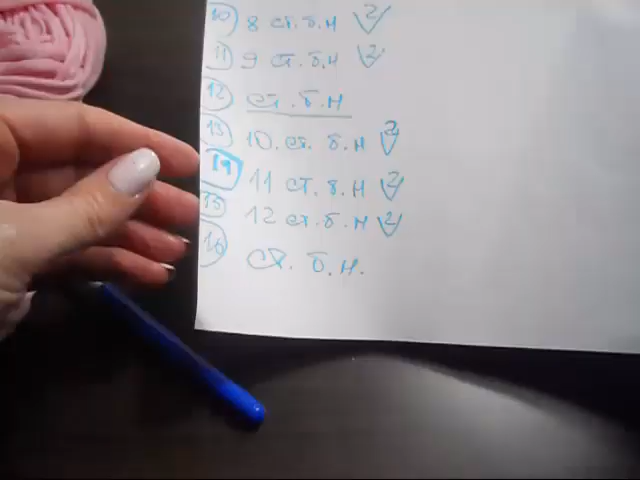 10 8 ст.б.н 2
11 9 ст.б.н 2
12 ст.б.н
13 10.ст.б.н 2
14 11 ст.б.н 2
15 12 ст.б.н 2
16 ст.б.н.